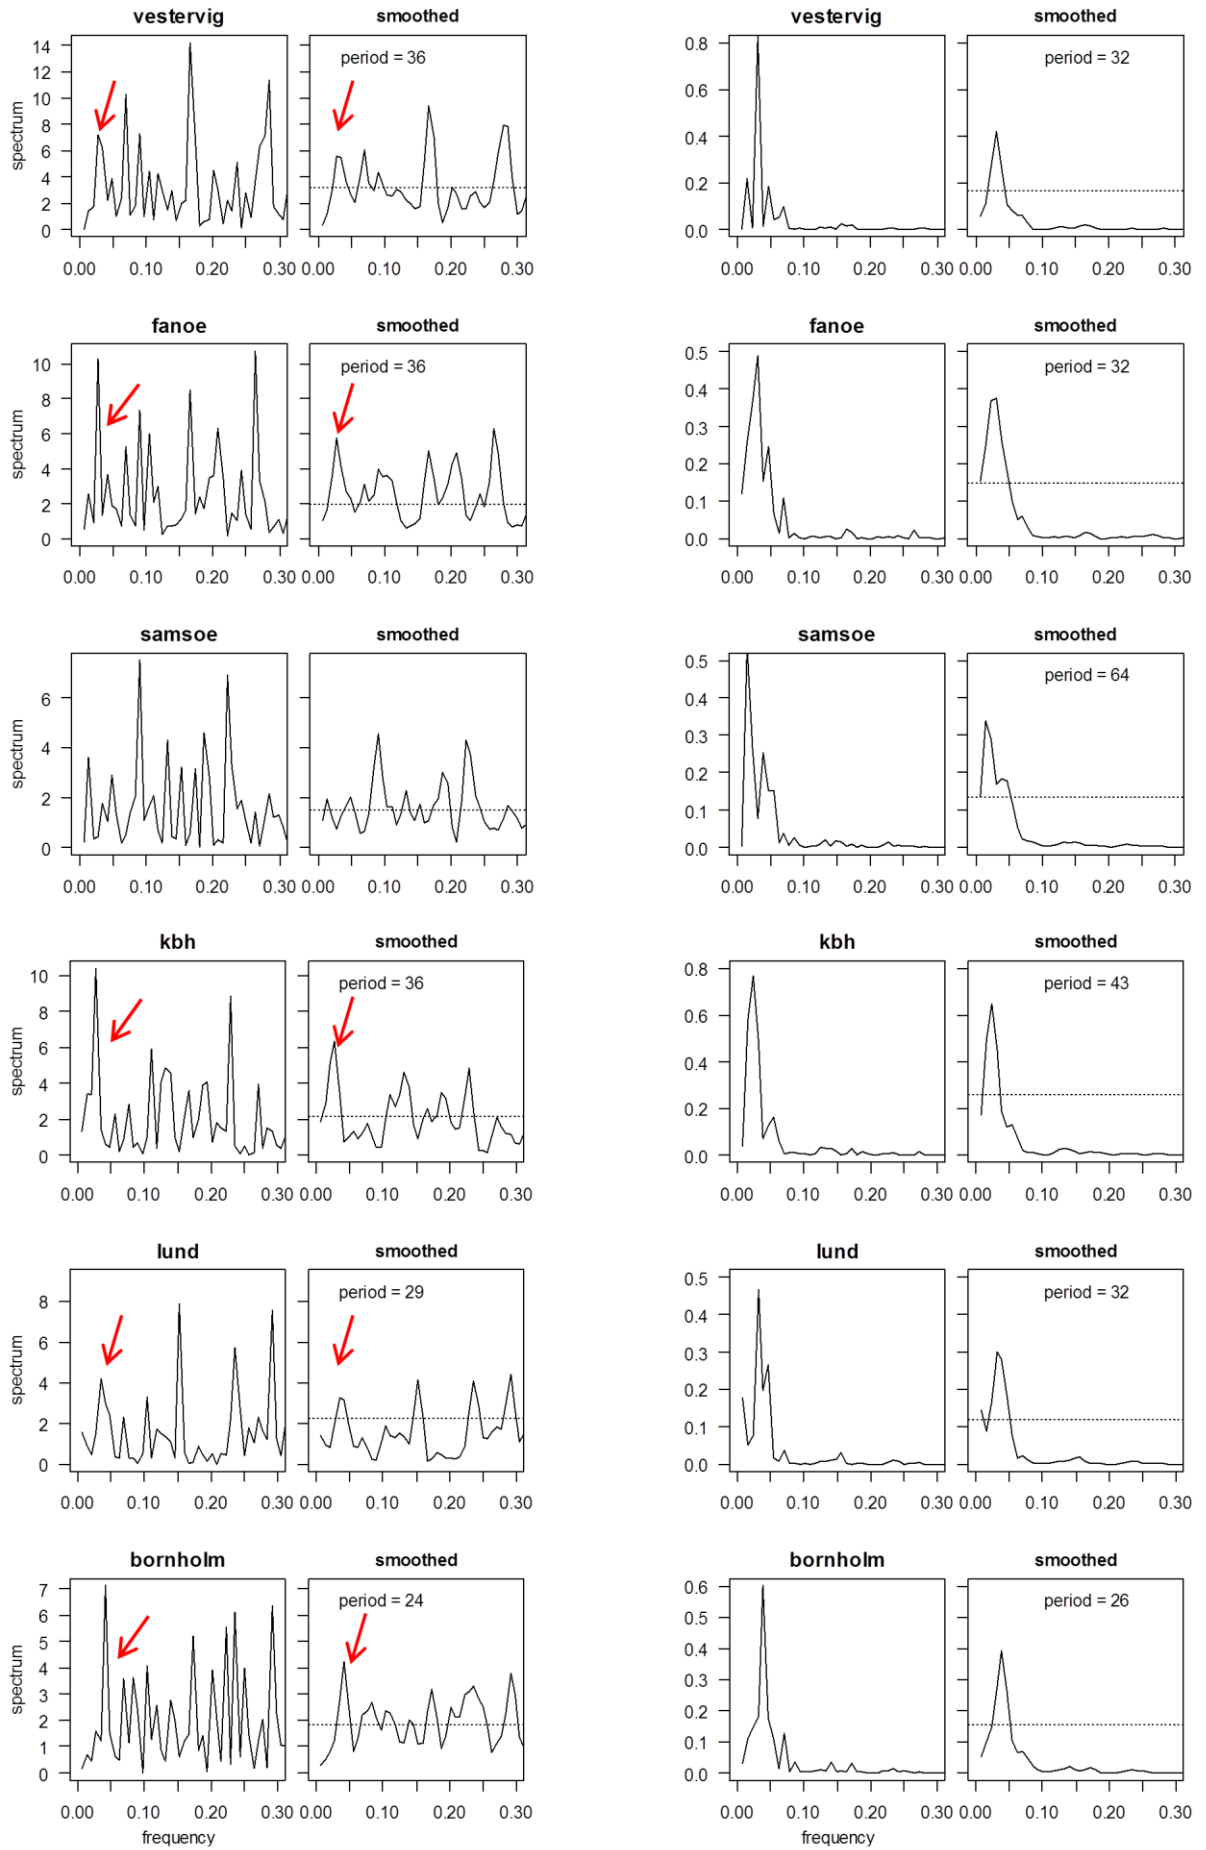 vestervig smoothed vestervig smoothed
period = 36 period = 32
spectrum
14
12
10
8
6
4
2
0
0.8
0.6
0.4
0.2
0.0
0.00 0.10 0.20 0.30 0.00 0.10 0.20 0.30 0.00 0.10 0.20 0.30 0.00 0.10 0.20 0.30
fanoe smoothed fanoe smoothed
period = 36 period = 32
spectrum
10
8
6
4
2
0
0.5
0.4
0.3
0.2
0.1
0.0
0.00 0.10 0.20 0.30 0.00 0.10 0.20 0.30 0.00 0.10 0.20 0.30 0.00 0.10 0.20 0.30
samsoe smoothed samsoe smoothed
period = 64
spectrum
6
4
2
0
0.5
0.4
0.3
0.2
0.1
0.0
0.00 0.10 0.20 0.30 0.00 0.10 0.20 0.30 0.00 0.10 0.20 0.30 0.00 0.10 0.20 0.30
kbh smoothed kbh smoothed
period = 36 period = 43
spectrum
10
8
6
4
2
0
0.8
0.6
0.4
0.2
0.0
0.00 0.10 0.20 0.30 0.00 0.10 0.20 0.30 0.00 0.10 0.20 0.30 0.00 0.10 0.20 0.30
lund smoothed lund smoothed
period = 29 period = 32
spectrum
8
6
4
2
0
0.5
0.4
0.3
0.2
0.1
0.0
0.00 0.10 0.20 0.30 0.00 0.10 0.20 0.30 0.00 0.10 0.20 0.30 0.00 0.10 0.20 0.30
bornholm smoothed bornholm smoothed
period = 24 period = 26
spectrum
7
6
5
4
3
2
1
0
0.6
0.5
0.4
0.3
0.2
0.1
0.0
0.00 0.10 0.20 0.30 0.00 0.10 0.20 0.30 0.00 0.10 0.20 0.30 0.00 0.10 0.20 0.30
frequency frequency